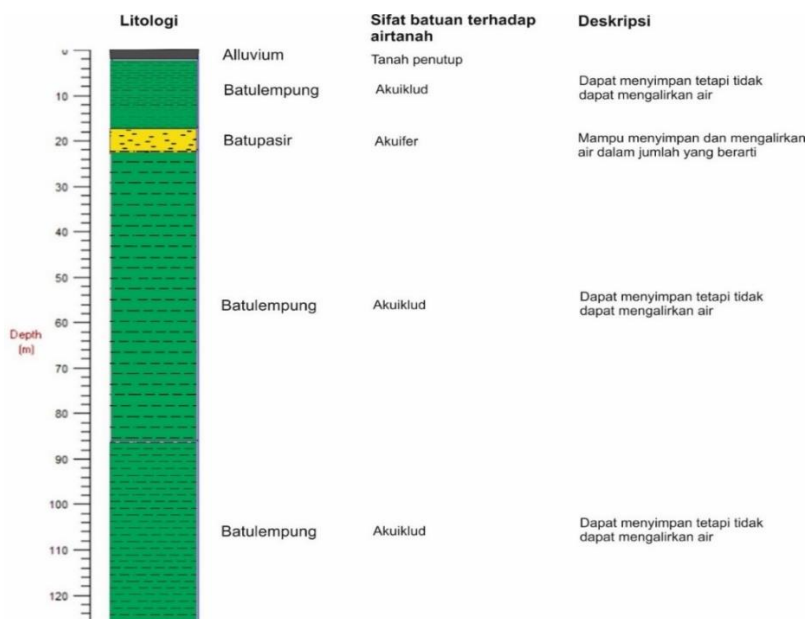 Litologi
Sifat batuan terhadap
airtanah
Deskripsi
0
Alluvium
Tanah penutup
10
Batulempung
Akuiklud
Dapat menyimpan tetapi tidak
dapat mengalirkan air
20
Batupasir
Akuifer
Mampu menyimpan dan mengalirkan
air dalam jumlah yang berarti
30
40
50
Batulempung
Akuiklud
Dapat menyimpan tetapi tidak
dapat mengalirkan air
60
Depth
(m)
70
80
90
100
Batulempung
Akuiklud
Dapat menyimpan tetapi tidak
dapat mengalirkan air
110
120